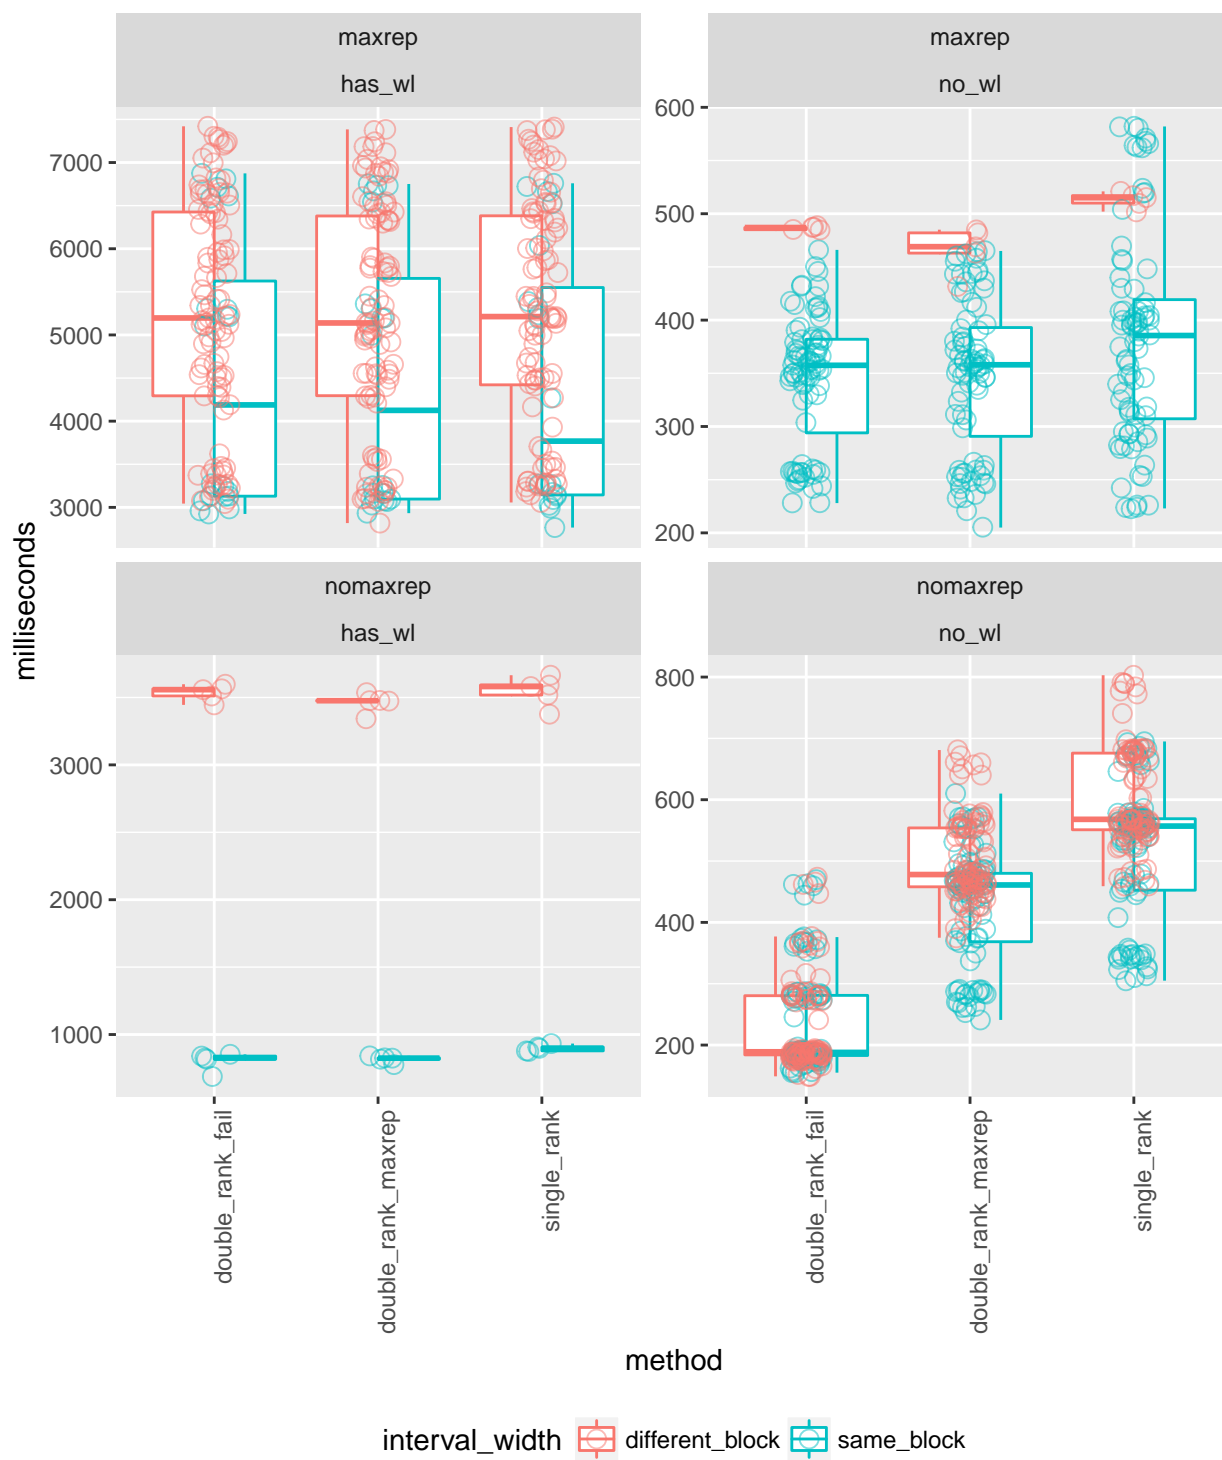 maxrep
has_wl
maxrep
no_wl
7000
6000
5000
4000
3000
600
500
400
300
200
nomaxrep
has_wl
nomaxrep
no_wl
3000
2000
1000
800
600
400
200
milliseconds
double_rank_fail
double_rank_maxrep
single_rank
double_rank_fail
double_rank_maxrep
single_rank
method
interval_width different_block same_block